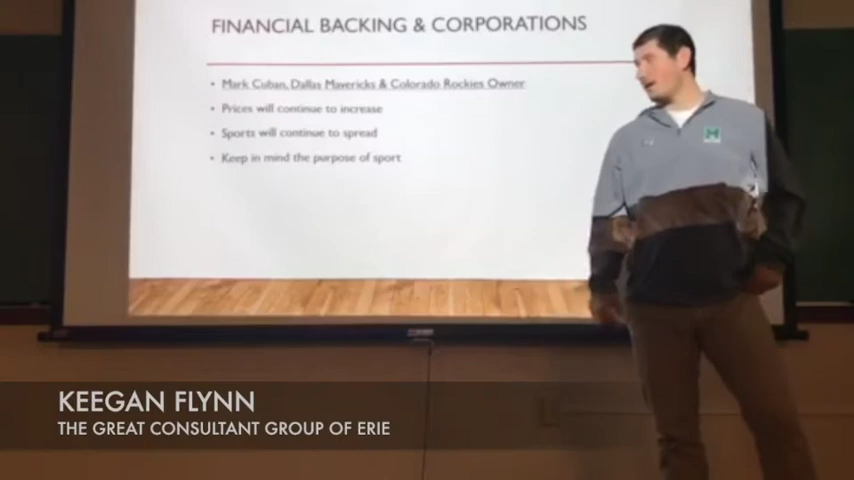 FINANCIAL BACKING & CORPORATIONS
• Mark Cuban, Dallas Mavericks & Colorado Rockies Owner
• Prices will continue to increase
• Sports will continue to spread
• Keep in mind the purpose of sport
M
KEEGAN FLYNN
THE GREAT CONSULTANT GROUP OF ERIE